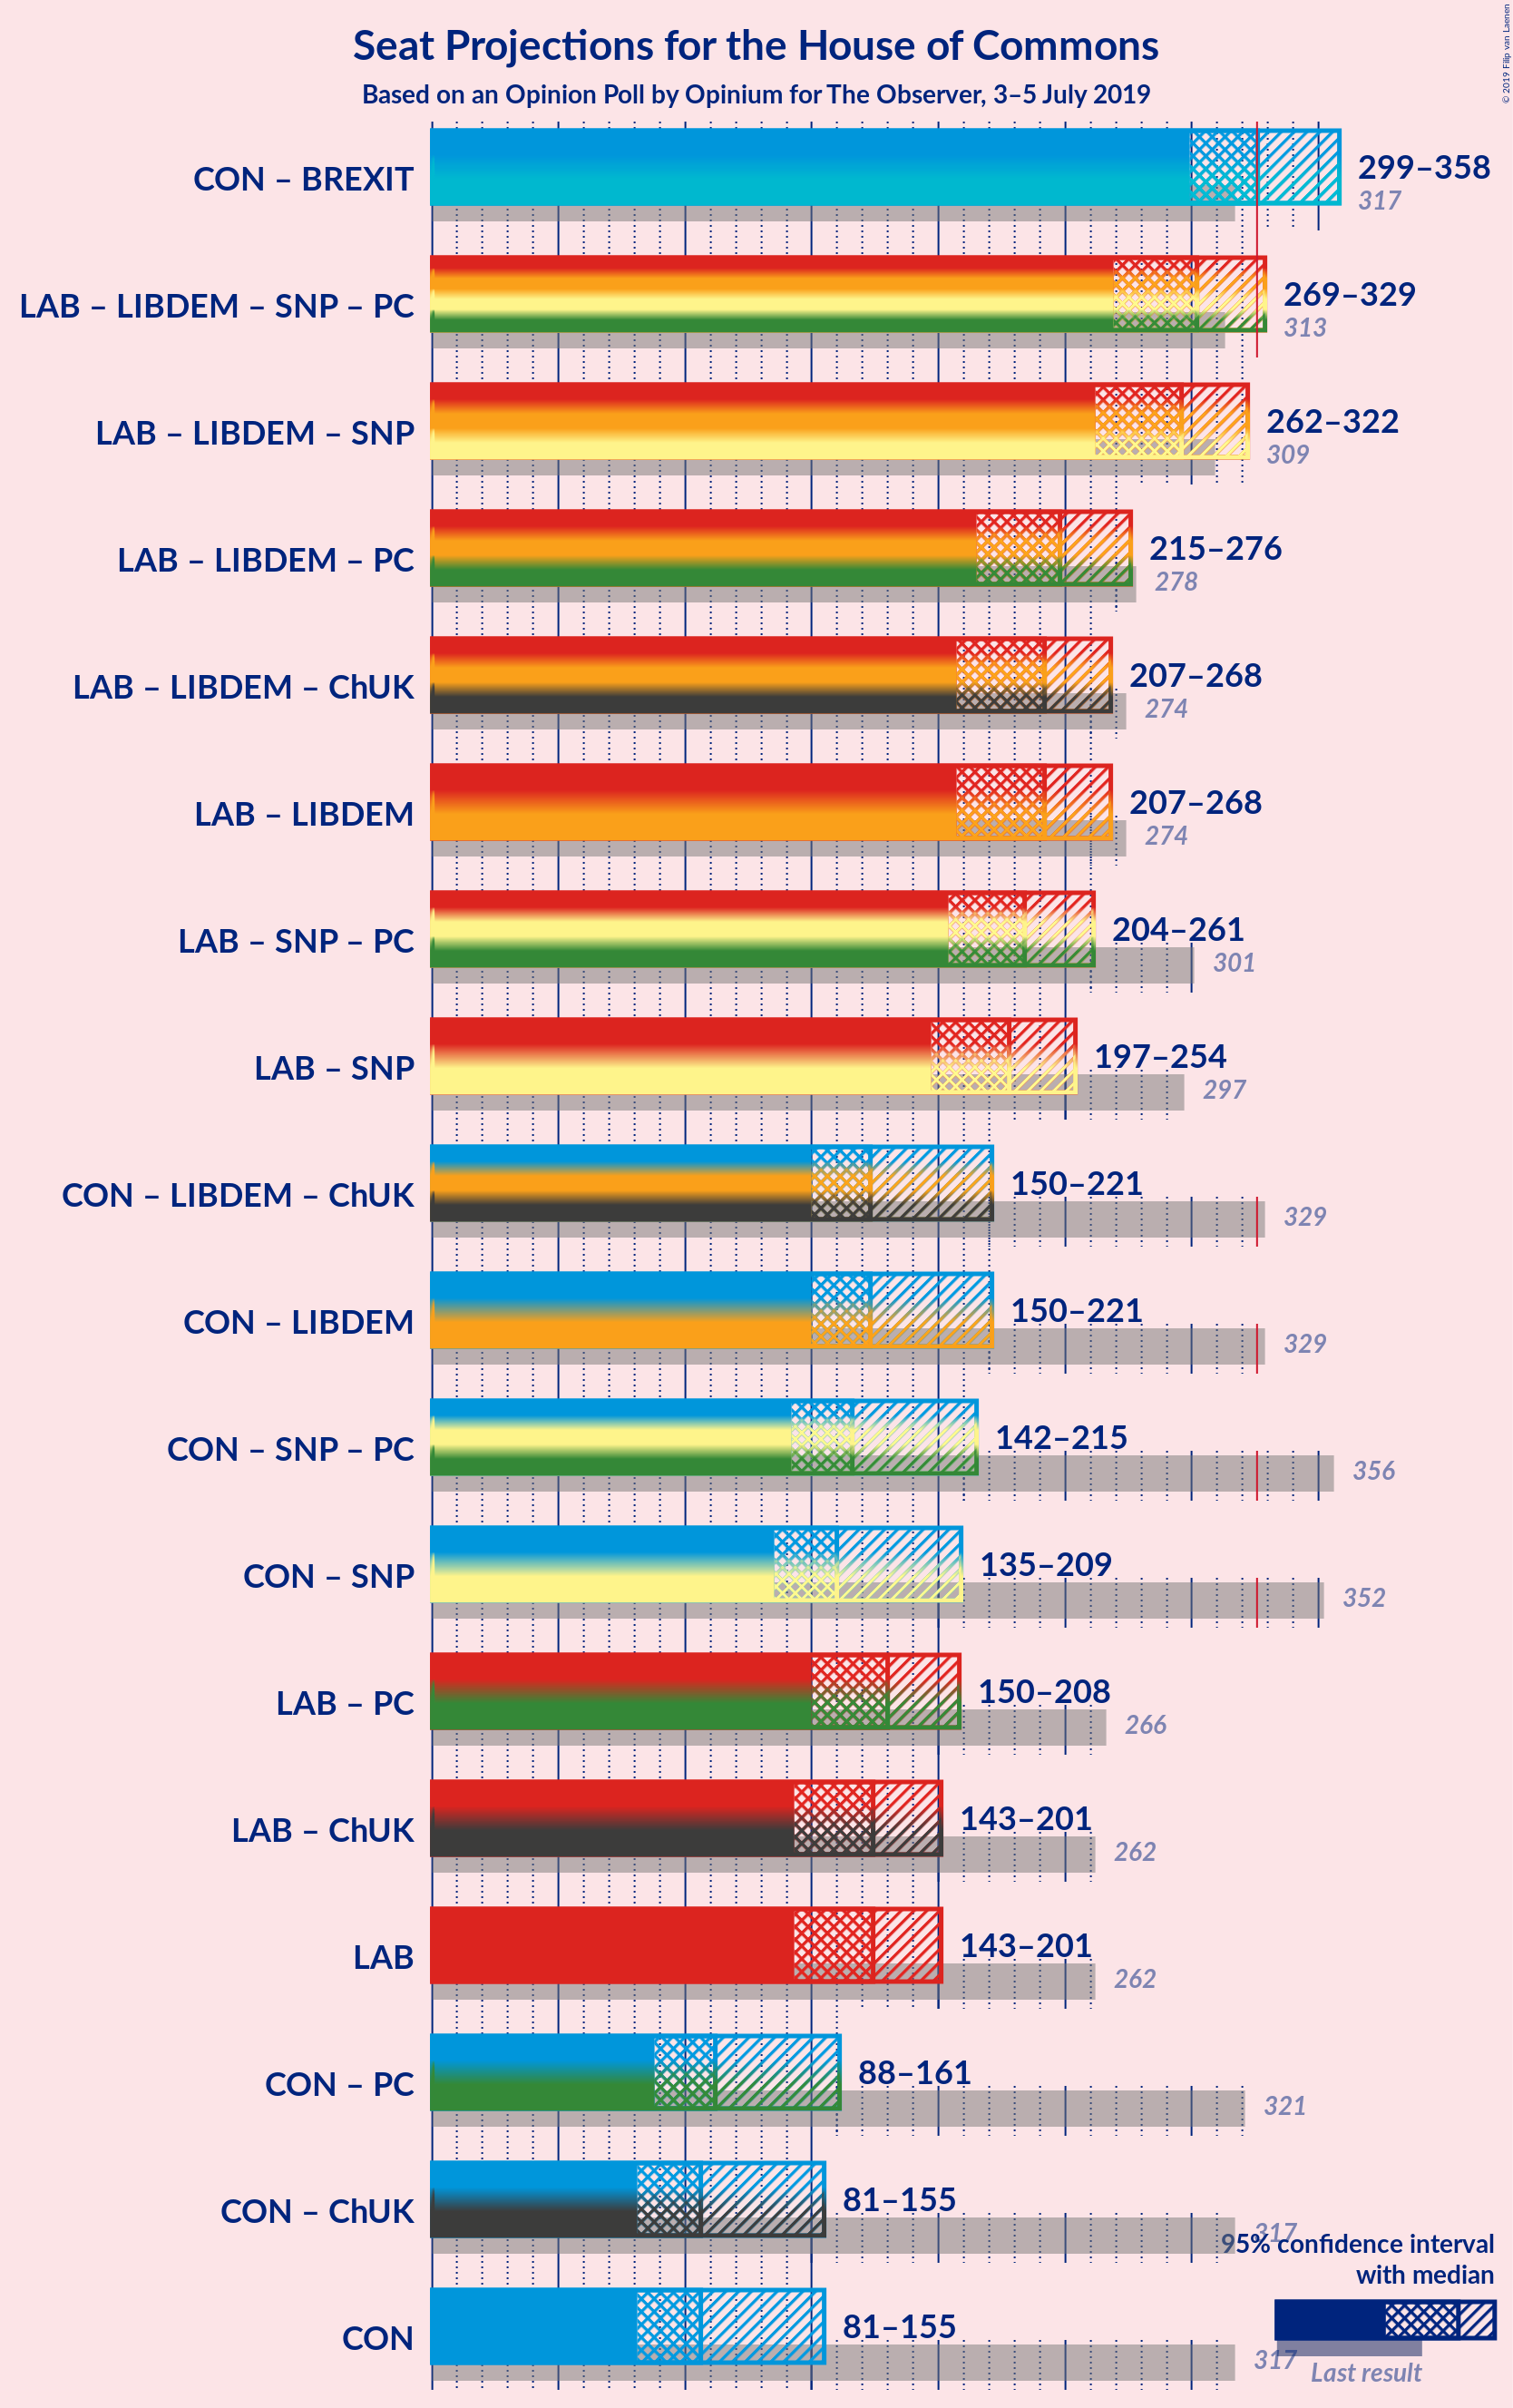 Seat Projections for the House of Commons
Based on an Opinion Poll by Opinium for The Observer, 3–5 July 2019
© 2019 Filip van Laenen
CON – BREXIT
299–358
317
LAB – LIBDEM – SNP – PC
269–329
313
LAB – LIBDEM – SNP
262–322
309
LAB – LIBDEM – PC
215–276
278
LAB – LIBDEM – ChUK
207–268
274
LAB – LIBDEM
207–268
274
LAB – SNP – PC
204–261
301
LAB – SNP
197–254
297
CON – LIBDEM – ChUK
150–221
329
CON – LIBDEM
150–221
329
CON – SNP – PC
142–215
356
CON – SNP
135–209
352
LAB – PC
150–208
266
LAB – ChUK
143–201
262
LAB
143–201
262
CON – PC
88–161
321
CON – ChUK
81–155
317
CON
81–155
317
95% confidence interval
with median
Last result